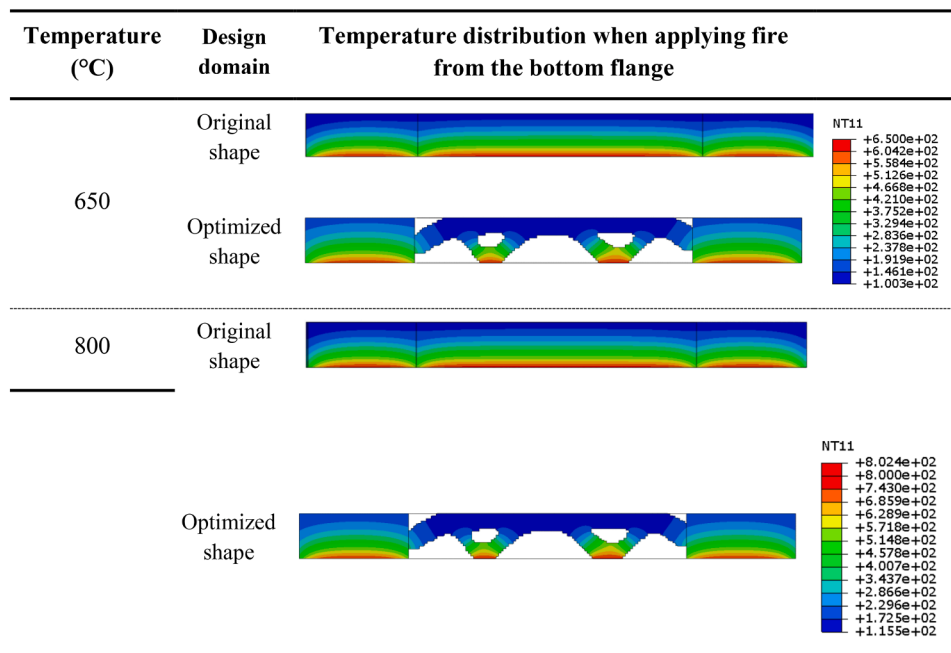 Temperature
(°C)
Design
domain
Temperature distribution when applying fire
from the bottom flange
650
Original
shape
NT11
+6.500e+02
+6.042e+02
+5.584e+02
+5.126e+02
+4.668e+02
+4.210e+02
+3.752e+02
+3.294e+02
+2.836e+02
+2.378e+02
+1.919e+02
+1.461e+02
+1.003e+02
Optimized
shape
800
Original
shape
Optimized
shape
NT11
+8.024e+02
+8.000e+02
+7.430e+02
+6.859e+02
+6.289e+02
+5.718e+02
+5.148e+02
+4.578e+02
+4.007e+02
+3.437e+02
+2.866e+02
+2.296e+02
+1.725e+02
+1.155e+02